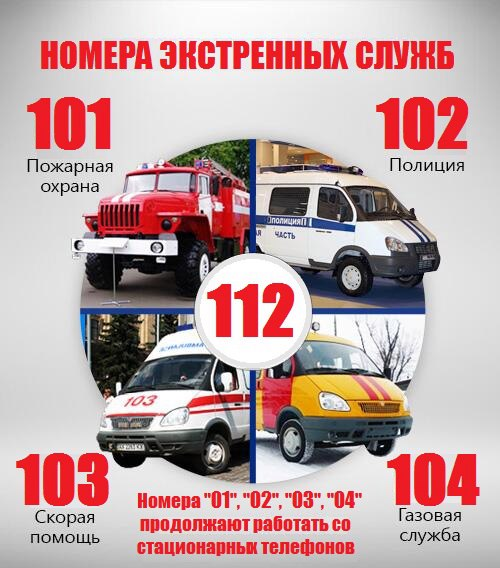 НОМЕРА ЭКСТРЕННЫХ СЛУЖБ
101
Пожарная
охрана
102
Полиция
ПОЛИЦИЯ
ЧАСТЬ
112
103
103
Скорая
помощь
104
Газовая
служба
Номера "01", "02", "03", "04"
продолжают работать со
стационарных телефонов